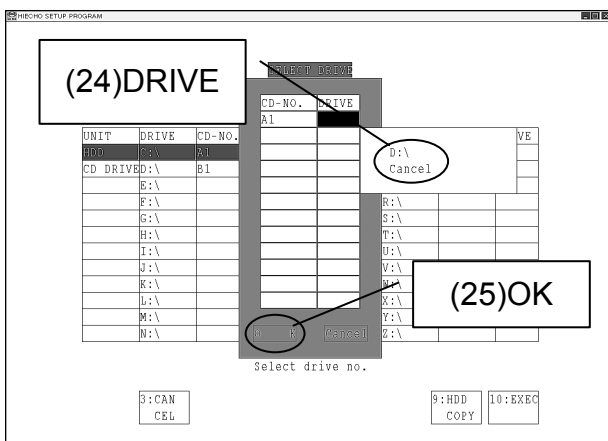 HIECHO SETUP PROGRAM
(24)DRIVE
SELECT DRIVE
CD-NO. DRIVE
A1
UNIT DRIVE CD-NO.
VE
HDD C:\ A1
CD DRIVE D:\ B1
E:\
F:\
G:\
H:\
I:\
J:\
K:\
L:\
M:\
N:\
D:\
Cancel
R:\
S:\
T:\
U:\
V:\
W:\
X:\
Y:\
Z:\
(25)OK
O K Cancel
Select drive no.
3:CAN
CEL
9:HDD
COPY
10:EXEC